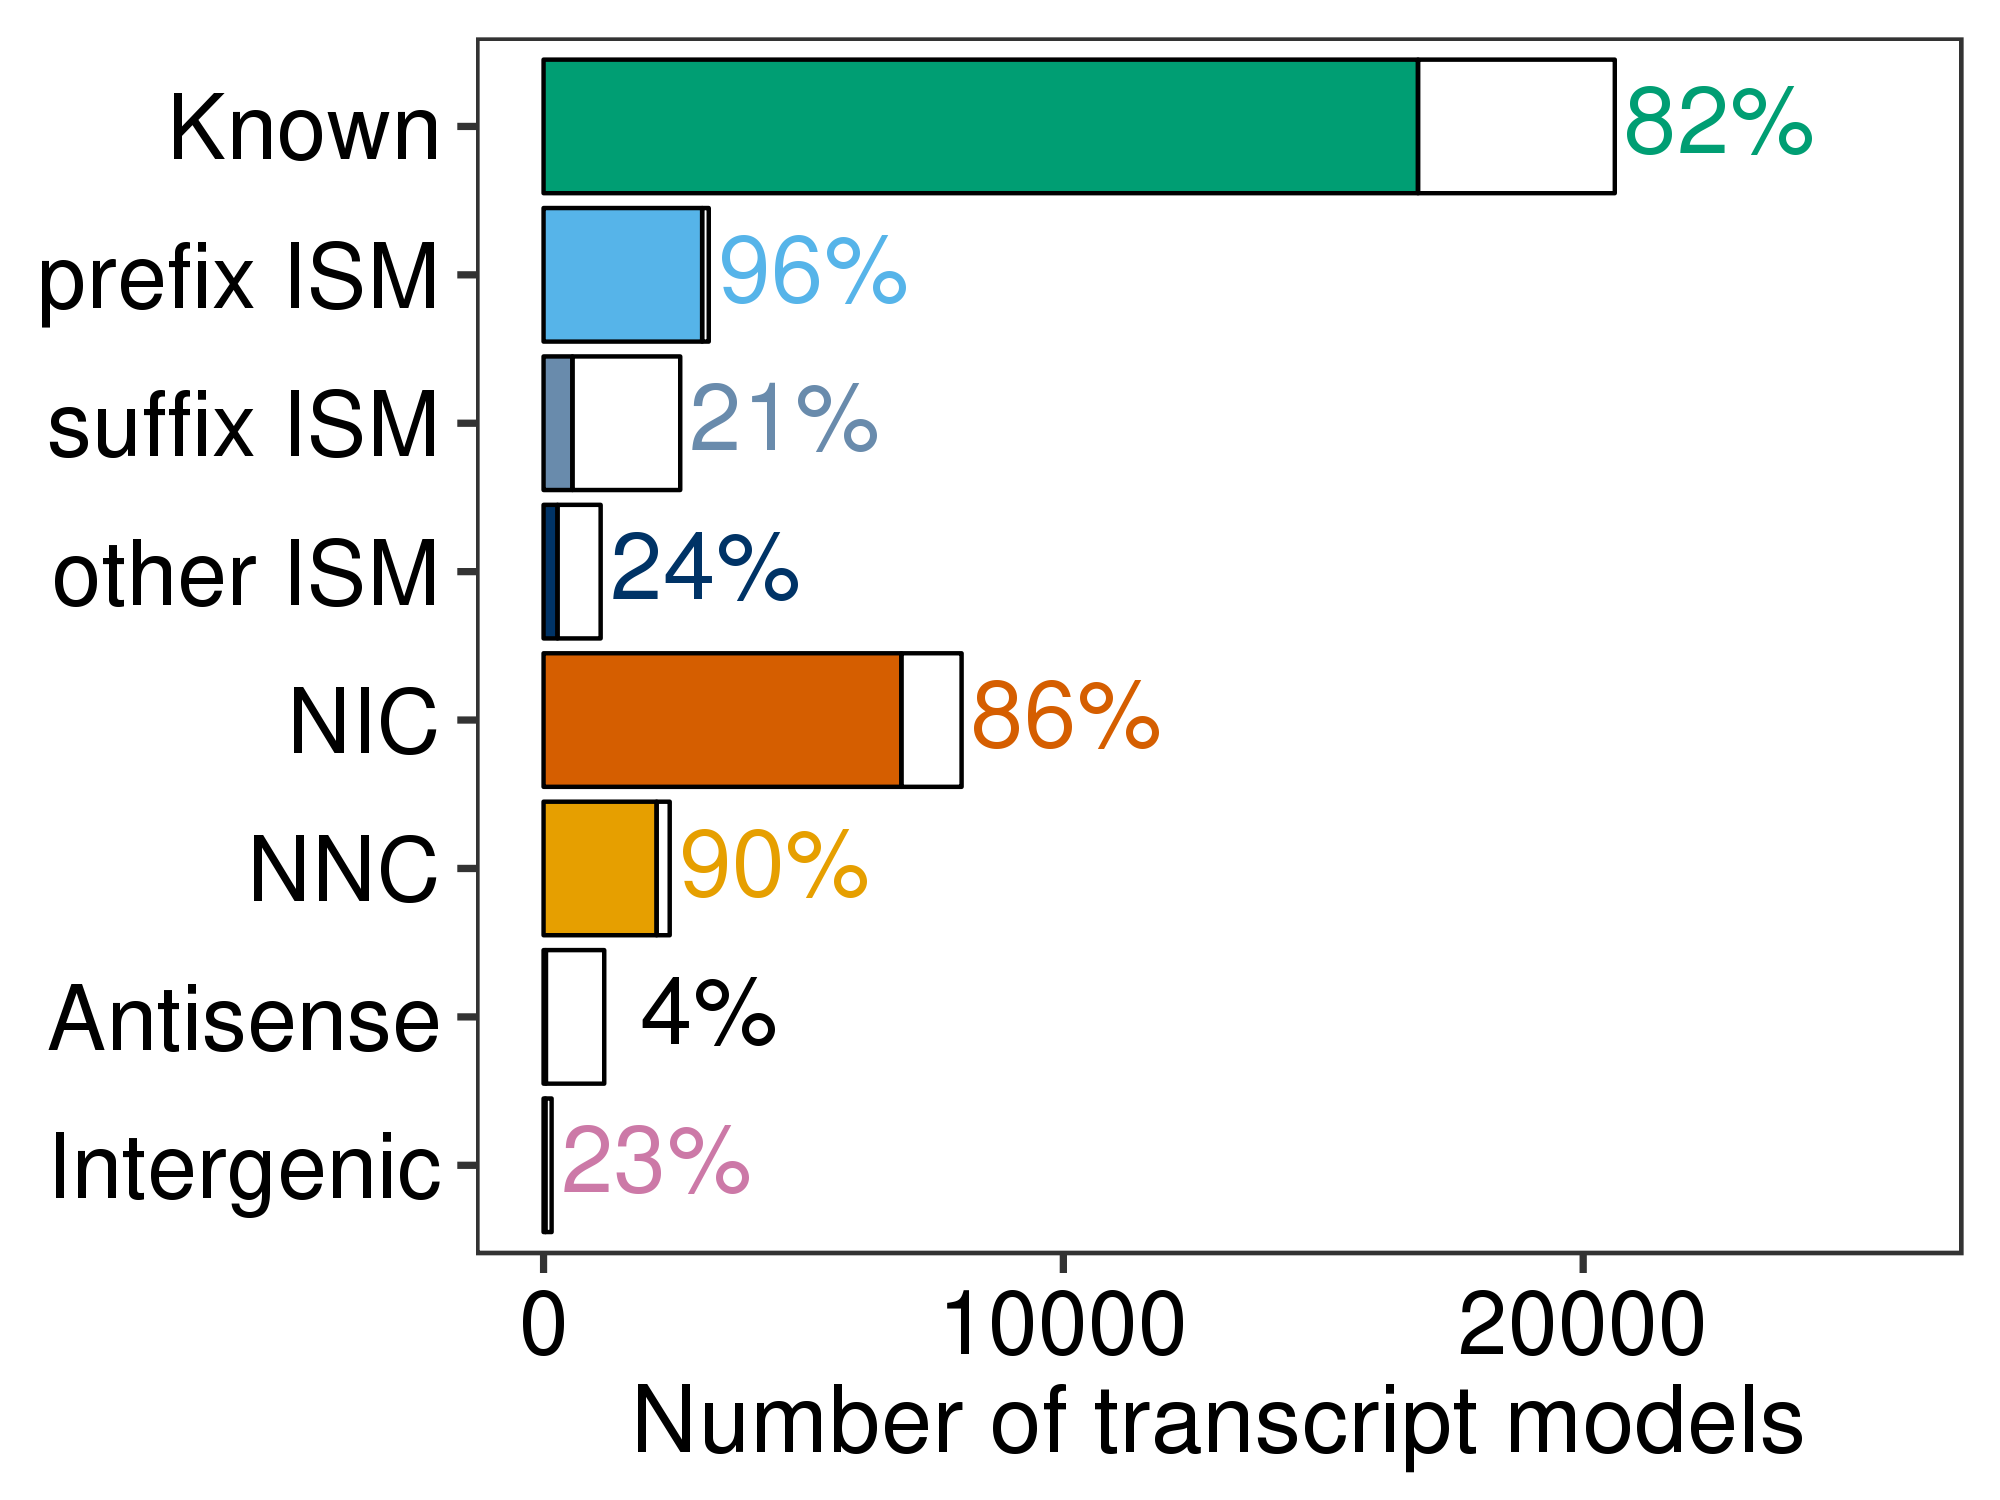 Known 82%
prefix ISM 96%
suffix ISM 21%
other ISM 24%
NIC 86%
NNC 90%
Antisense 4%
Intergenic 23%
0 10000 20000
Number of transcript models